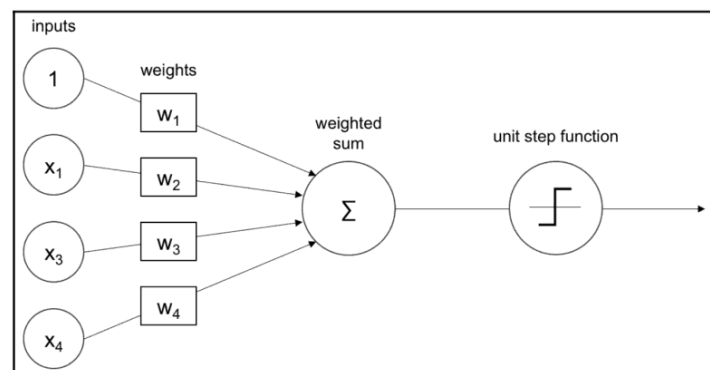 inputs
1
weights
w₁
weighted
sum
unit step function
x₁
w₂
Σ
x₃
w₃
w₄
x₄